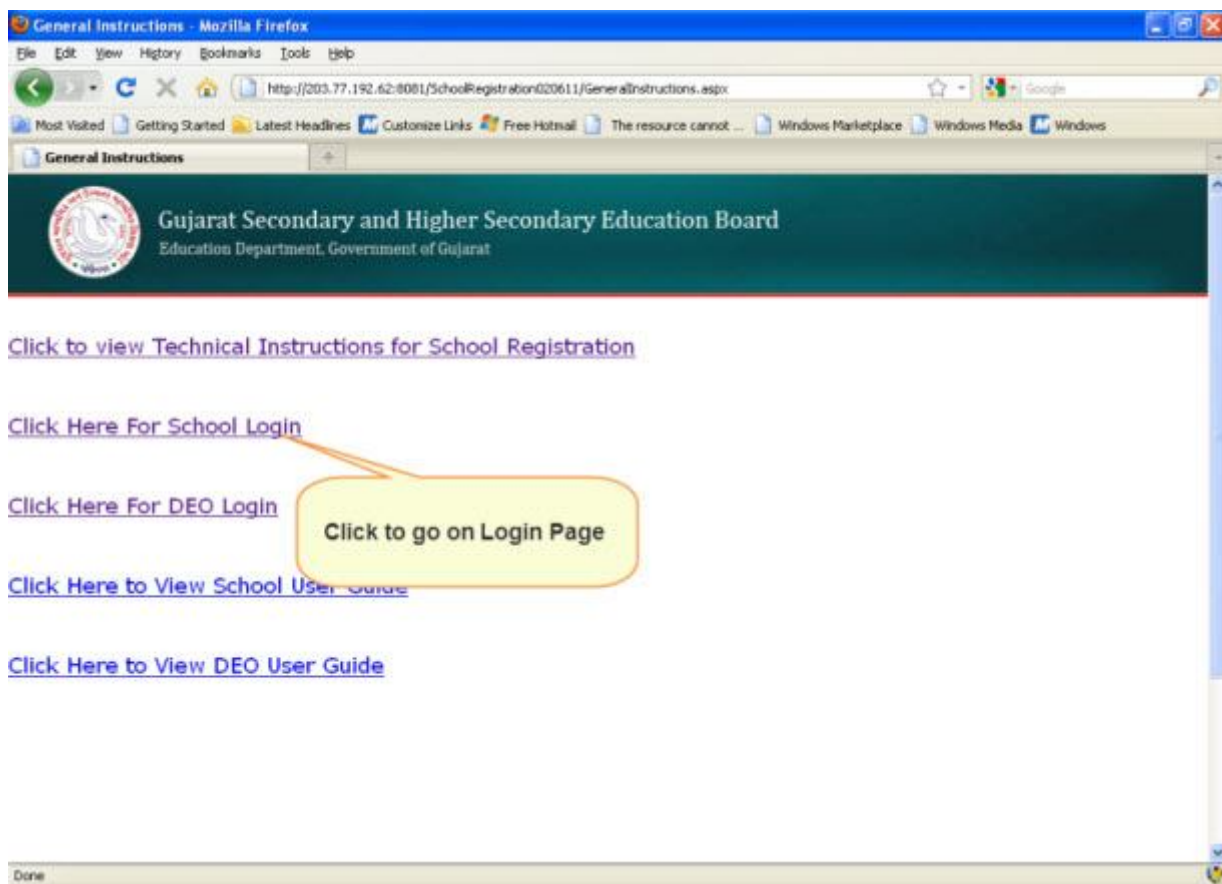 General Instructions - Mozilla Firefox
File Edit View History Bookmarks Tools Help
http://203.77.192.62:8081/SchoolRegistration020611/GeneralInstructions.aspx Google
Most Visited Getting Started Latest Headlines Customize Links Free Hotmail The resource cannot ... Windows Marketplace Windows Media Windows
General Instructions
Gujarat Secondary and Higher Secondary Education Board
Education Department, Government of Gujarat
Click to view Technical Instructions for School Registration
Click Here For School Login
Click Here For DEO Login
Click to go on Login Page
Click Here to View School User Guide
Click Here to View DEO User Guide
Done